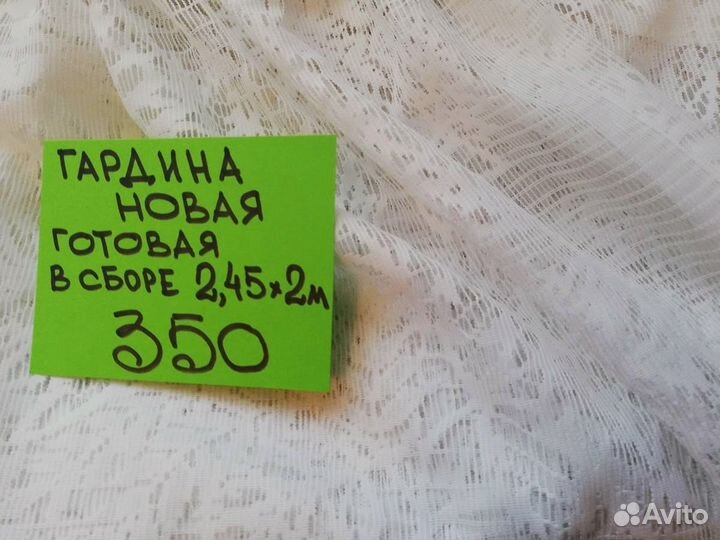 ГАРДИНА
НОВАЯ
ГОТОВАЯ
В СБОРЕ 2,45×2м
350
Avito